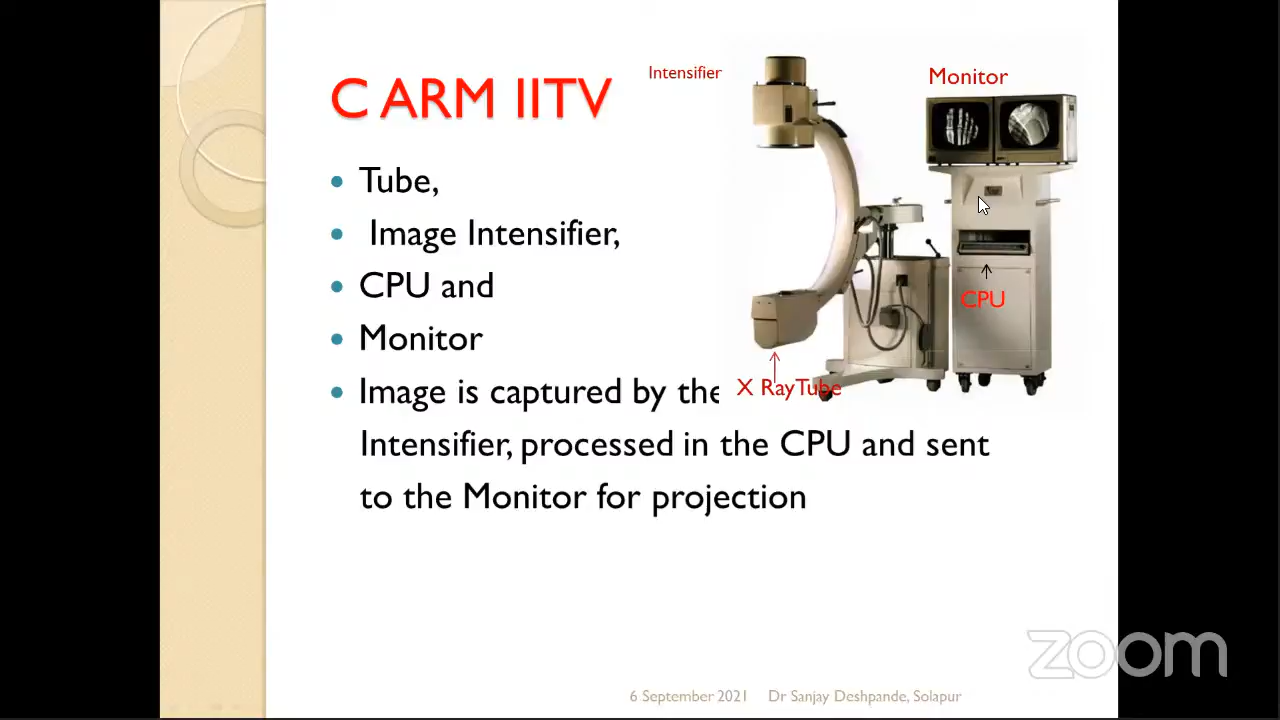 C ARM IITV
Intensifier
Monitor
• Tube,
• Image Intensifier,
• CPU and
• Monitor
• Image is captured by the
Intensifier, processed in the CPU and sent
to the Monitor for projection
CPU
X Ray Tube
zoom
6 September 2021 Dr Sanjay Deshpande, Solapur